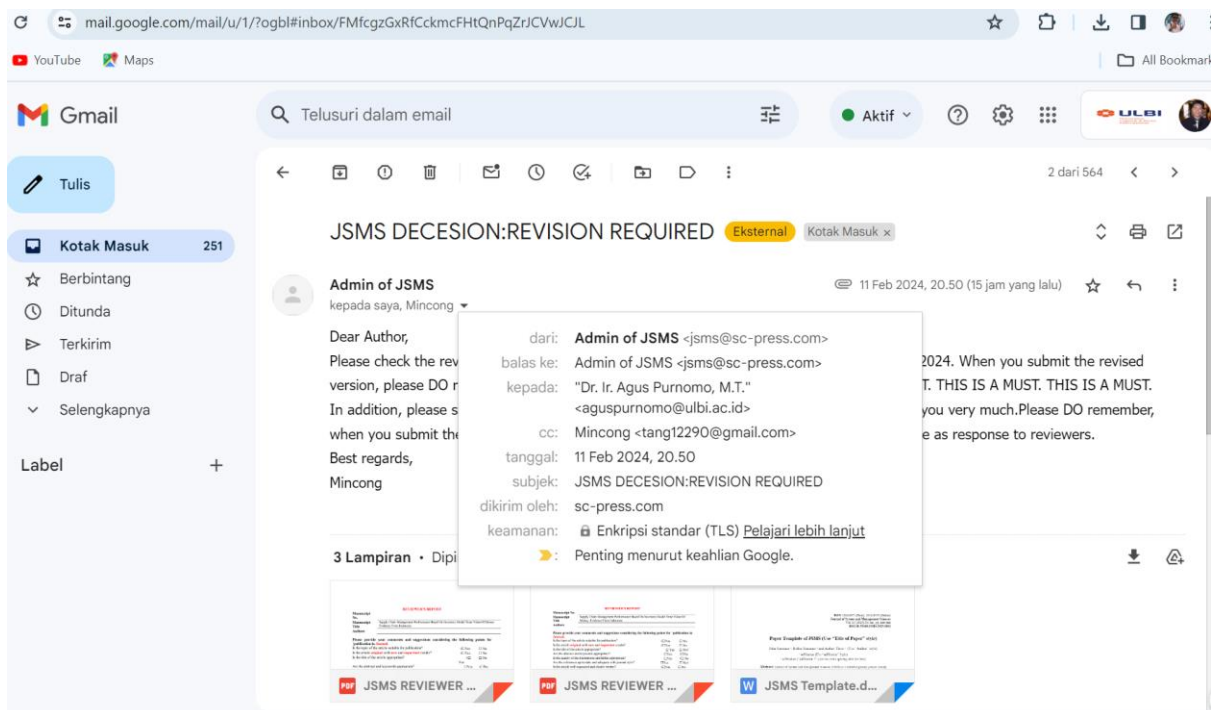 mail.google.com/mail/u/1/?ogbl#inbox/FMfcgzGxRfCckmcFHtQnPqZrJCVwJCJL
YouTube Maps All Bookmark
Gmail Telusuri dalam email Aktif ULBI
Tulis 2 dari 564
JSMS DECESION:REVISION REQUIRED Eksternal Kotak Masuk ×
Kotak Masuk 251
Berbintang
Ditunda
Terkirim
Draf
Selengkapnya
Label +
Admin of JSMS 11 Feb 2024, 20.50 (15 jam yang lalu)
kepada saya, Mincong
Dear Author,
Please check the rev 2024. When you submit the revised
version, please DO r T. THIS IS A MUST. THIS IS A MUST.
In addition, please s you very much.Please DO remember,
when you submit the e as response to reviewers.
Best regards,
Mincong
dari: Admin of JSMS <jsms@sc-press.com>
balas ke: Admin of JSMS <jsms@sc-press.com>
kepada: "Dr. Ir. Agus Purnomo, M.T."
<aguspurnomo@ulbi.ac.id>
cc: Mincong <tang12290@gmail.com>
tanggal: 11 Feb 2024, 20.50
subjek: JSMS DECESION:REVISION REQUIRED
dikirim oleh: sc-press.com
keamanan: Enkripsi standar (TLS) Pelajari lebih lanjut
: Penting menurut keahlian Google.
3 Lampiran • Dipi
PDF JSMS REVIEWER ...
PDF JSMS REVIEWER ...
W JSMS Template.d...